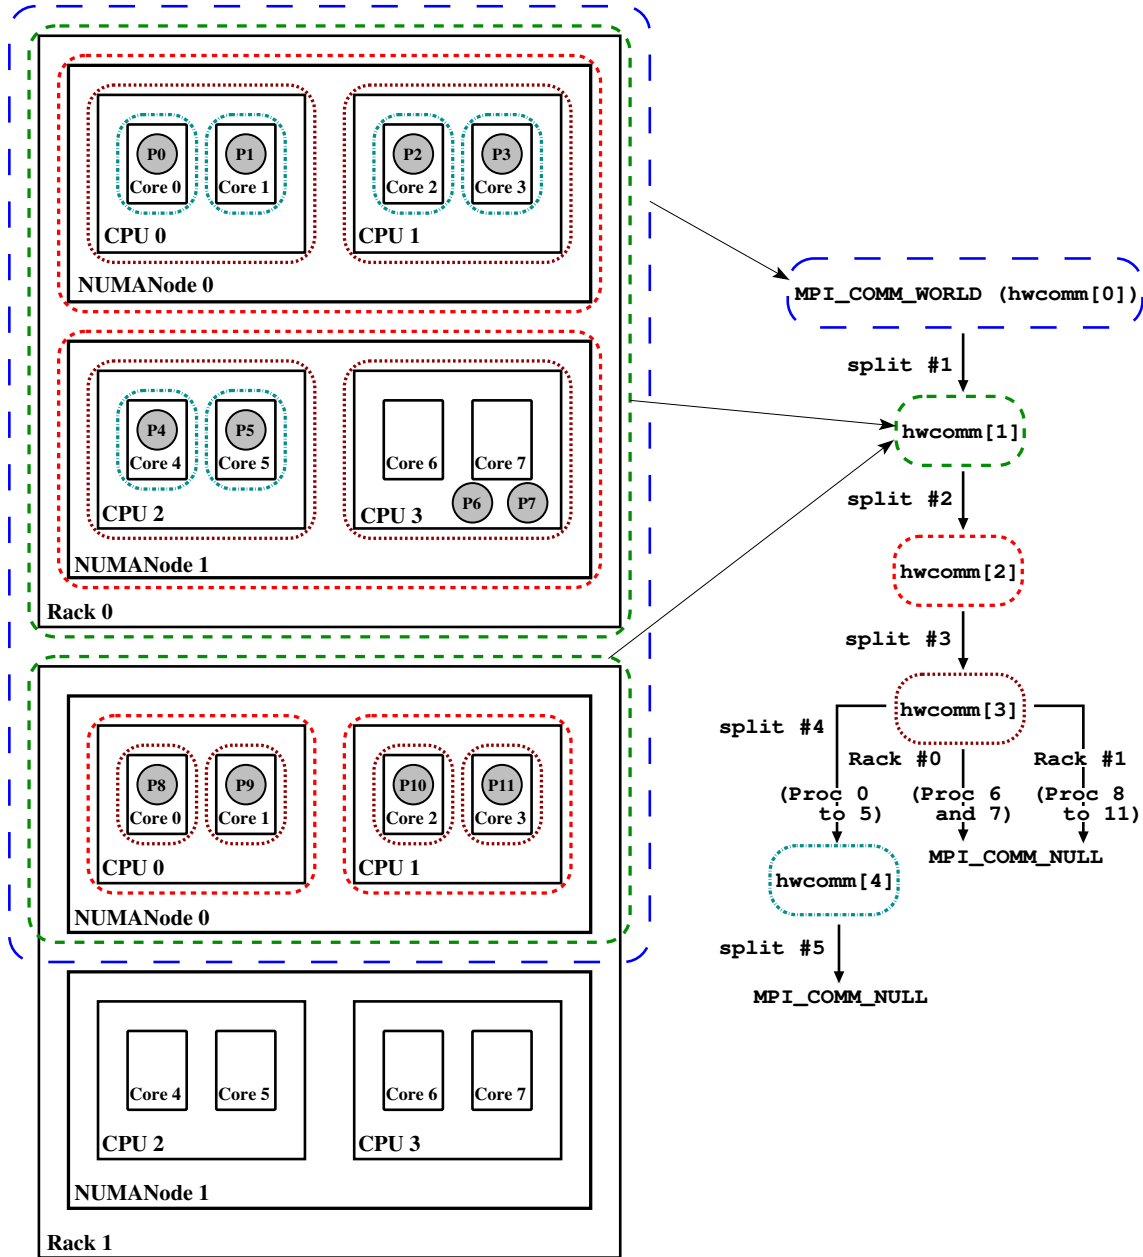 P0
P1
P2
P3
Core 0
Core 1
Core 2
Core 3
CPU 0
CPU 1
NUMANode 0
P4
P5
Core 4
Core 5
Core 6
Core 7
P6
P7
CPU 2
CPU 3
NUMANode 1
Rack 0
P8
P9
P10
P11
Core 0
Core 1
Core 2
Core 3
CPU 0
CPU 1
NUMANode 0
Core 4
Core 5
Core 6
Core 7
CPU 2
CPU 3
NUMANode 1
Rack 1
MPI_COMM_WORLD (hwcomm[0])
split #1
hwcomm[1]
split #2
hwcomm[2]
split #3
hwcomm[3]
split #4
Rack #0
Rack #1
(Proc 0
to 5)
(Proc 6
and 7)
(Proc 8
to 11)
MPI_COMM_NULL
hwcomm[4]
split #5
MPI_COMM_NULL